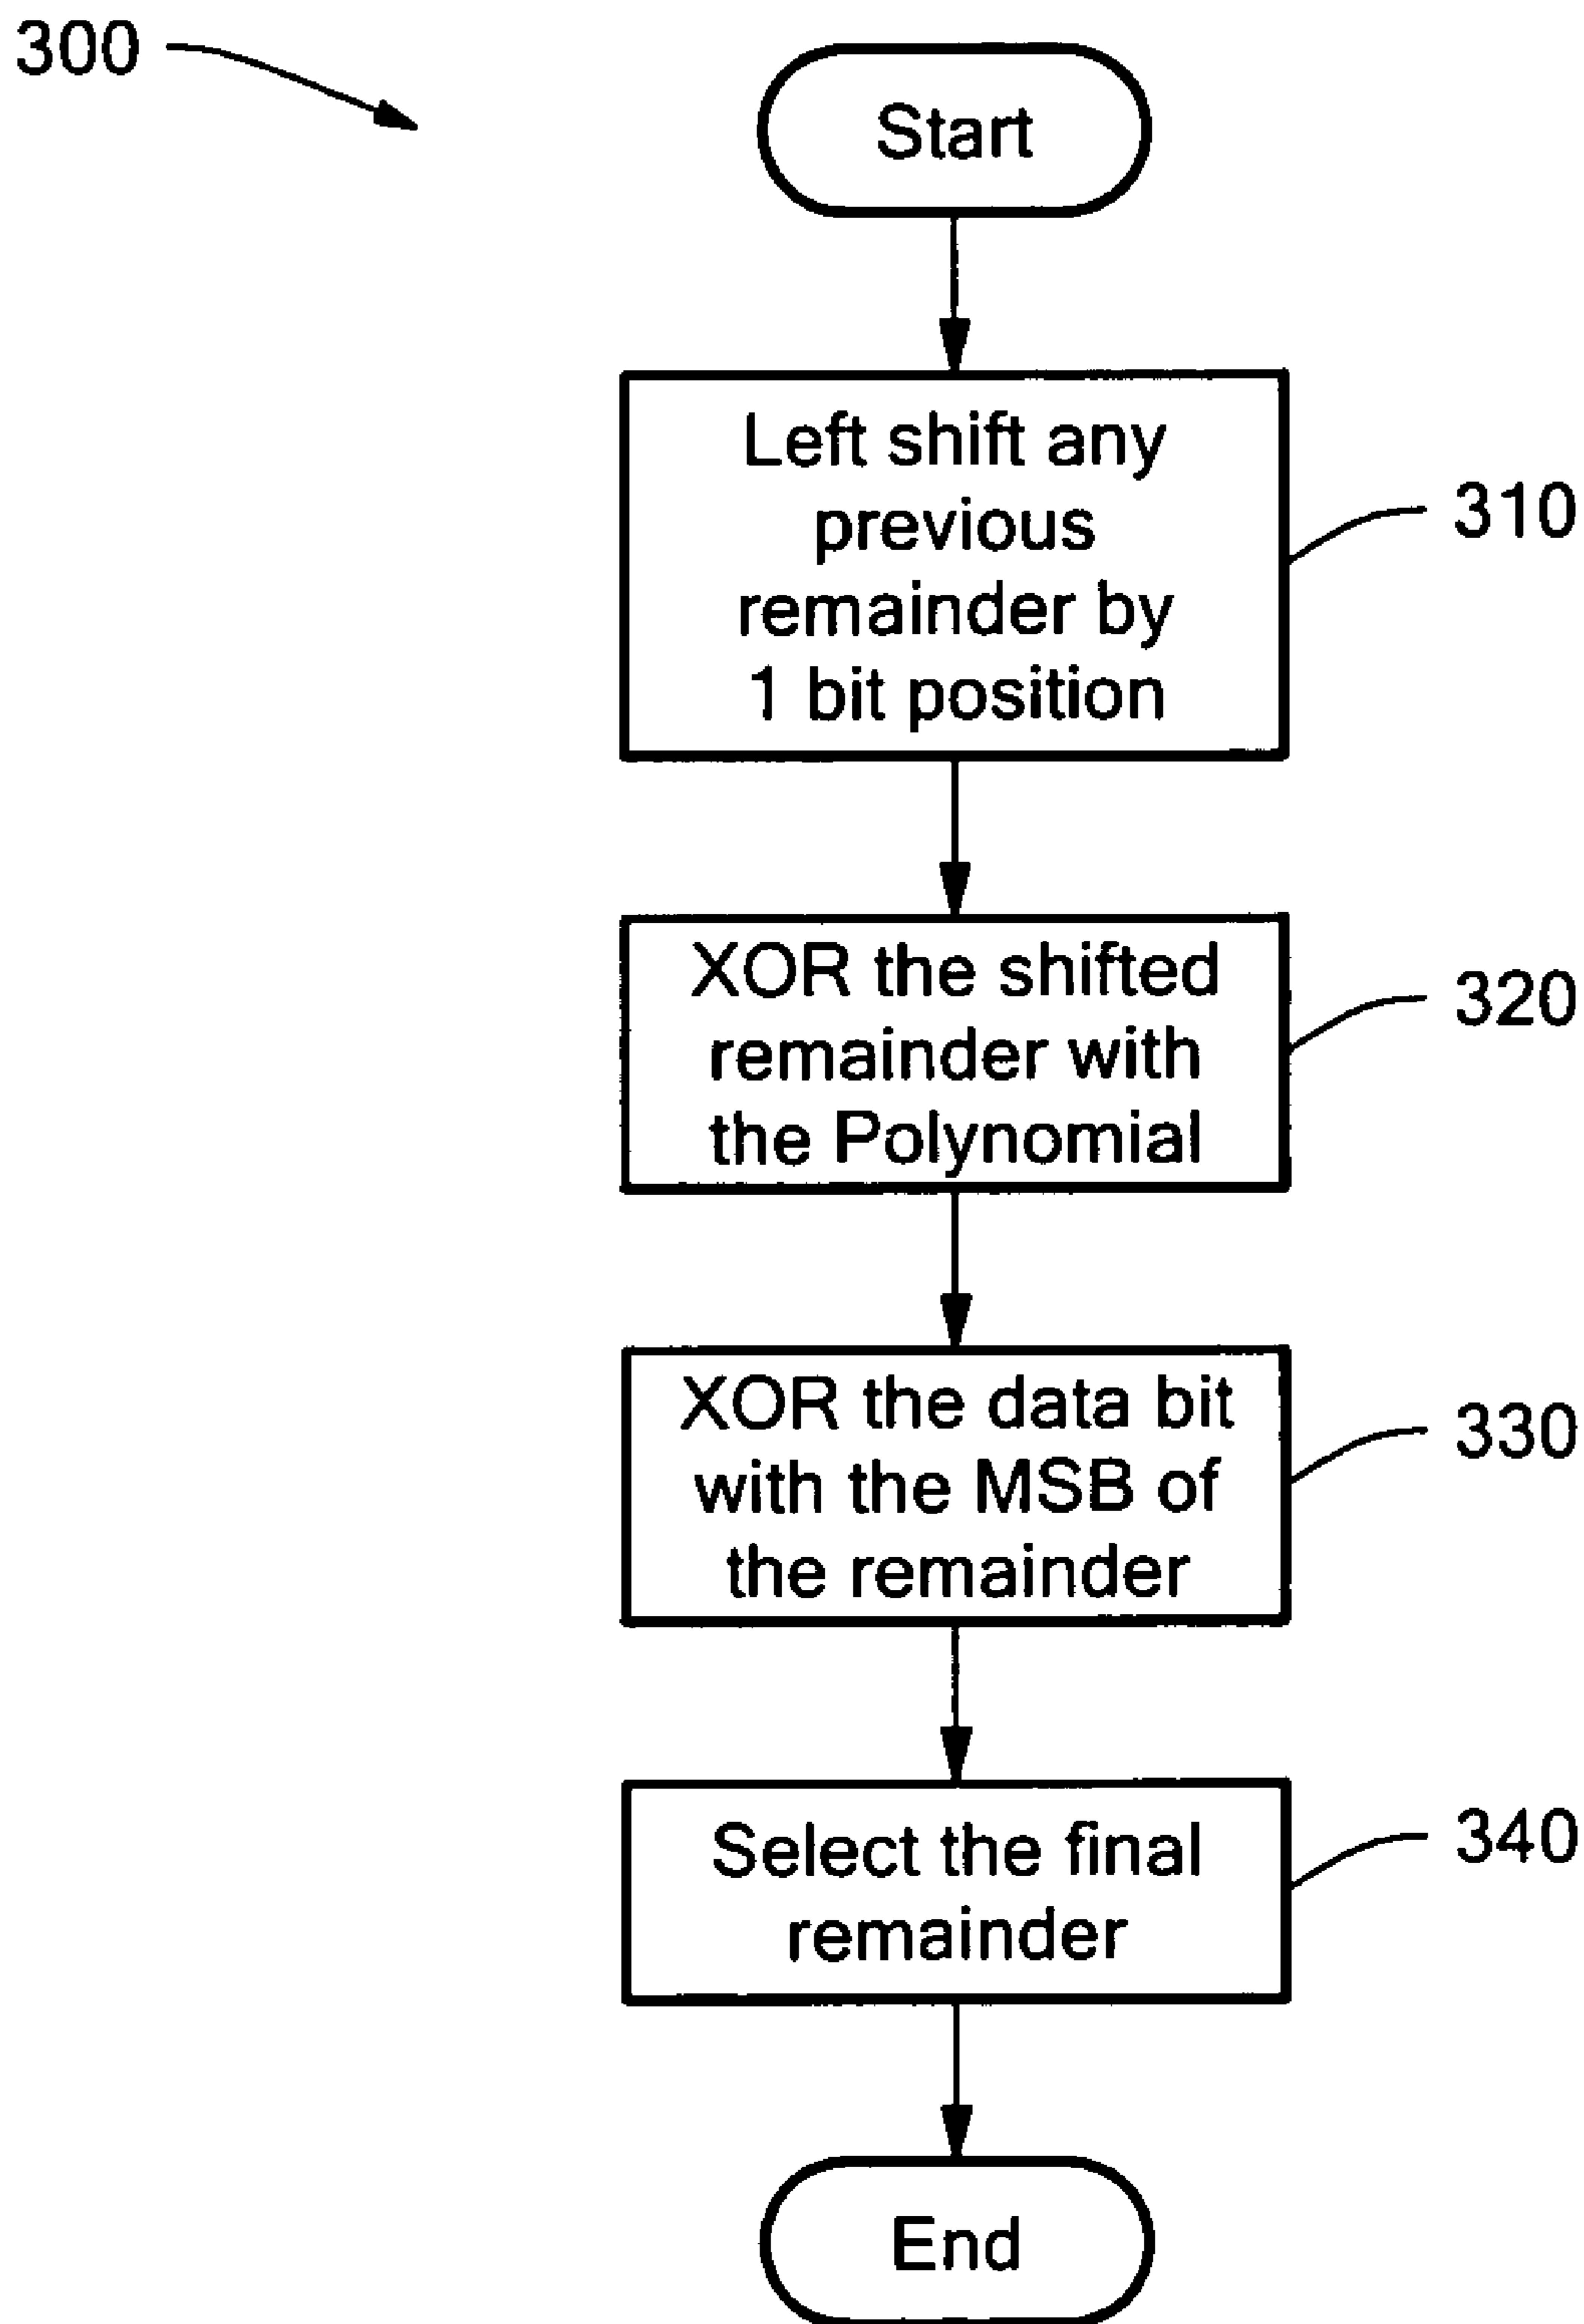 300
Start
Left shift any
previous
remainder by
1 bit position
310
XOR the shifted
remainder with
the Polynomial
320
XOR the data bit
with the MSB of
the remainder
330
Select the final
remainder
340
End